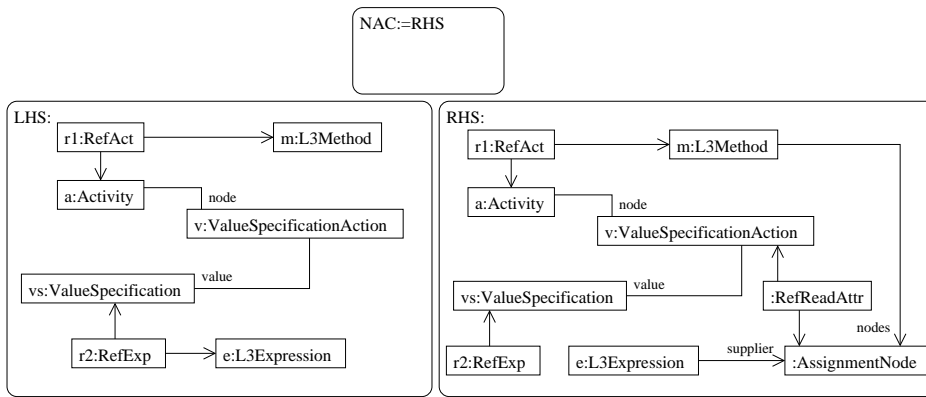 NAC:=RHS
LHS:
r1:RefAct
m:L3Method
a:Activity
node
v:ValueSpecificationAction
value
vs:ValueSpecification
r2:RefExp
e:L3Expression
RHS:
r1:RefAct
m:L3Method
a:Activity
node
v:ValueSpecificationAction
value
vs:ValueSpecification
:RefReadAttr
nodes
supplier
r2:RefExp
e:L3Expression
:AssignmentNode